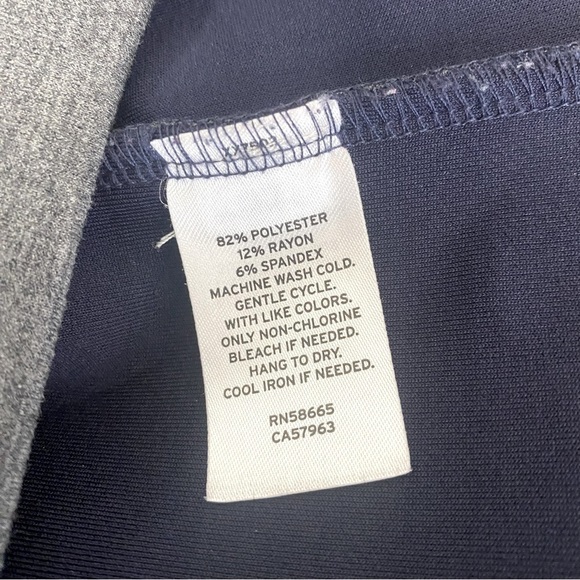 82% POLYESTER
12% RAYON
6% SPANDEX
MACHINE WASH COLD.
GENTLE CYCLE.
WITH LIKE COLORS.
ONLY NON-CHLORINE
BLEACH IF NEEDED.
HANG TO DRY.
COOL IRON IF NEEDED.
RN58665
CA57963